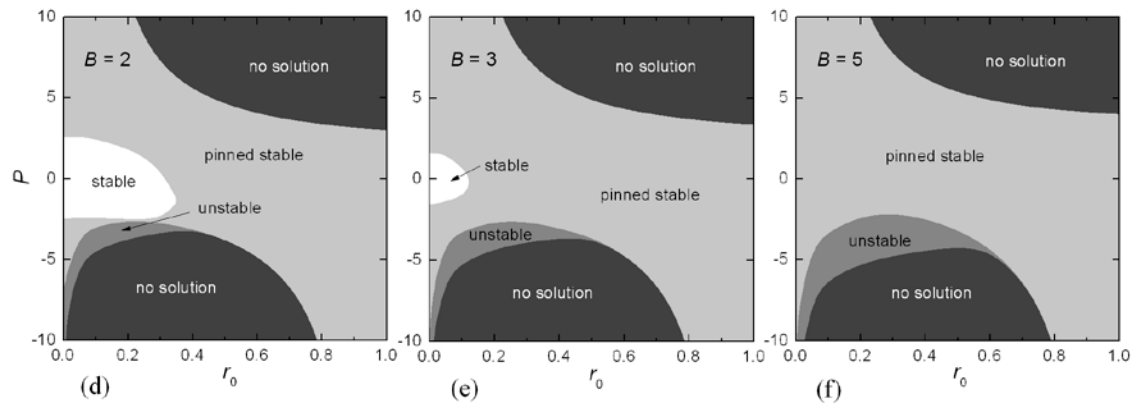 10
B = 2
no solution
5
pinned stable
P
0
stable
unstable
-5
no solution
-10
0.0 0.2 0.4 0.6 0.8 1.0
(d)
r0
10
B = 3
no solution
5
stable
0
pinned stable
unstable
-5
no solution
-10
0.0 0.2 0.4 0.6 0.8 1.0
(e)
r0
10
B = 5
no solution
5
pinned stable
0
unstable
-5
no solution
-10
0.0 0.2 0.4 0.6 0.8 1.0
(f)
r0